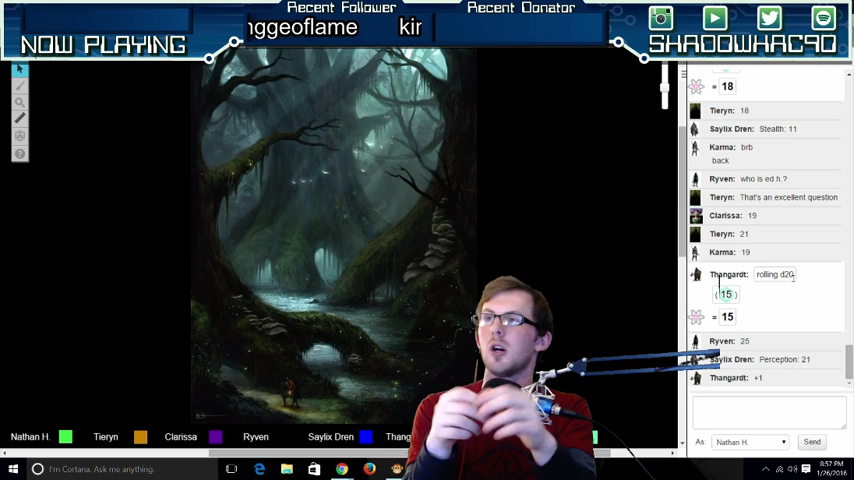 Recent Follower
Recent Donator
nggeoflame
kir
NOW PLAYING
SHADOWHAC90
= 18
Tieryn: 18
Saylix Dren: Stealth: 11
Karma: brb
back
Ryven: who is ed h.?
Tieryn: That's an excellent question
Clarissa: 19
Tieryn: 21
Karma: 19
Thangardt: rolling d20
(15)
= 15
Ryven: 25
Saylix Dren: Perception: 21
Thangardt: +1
As: Nathan H. Send
Nathan H. Tieryn Clarissa Ryven Saylix Dren Thang
I'm Cortana. Ask me anything.
8:57 PM
1/26/2016